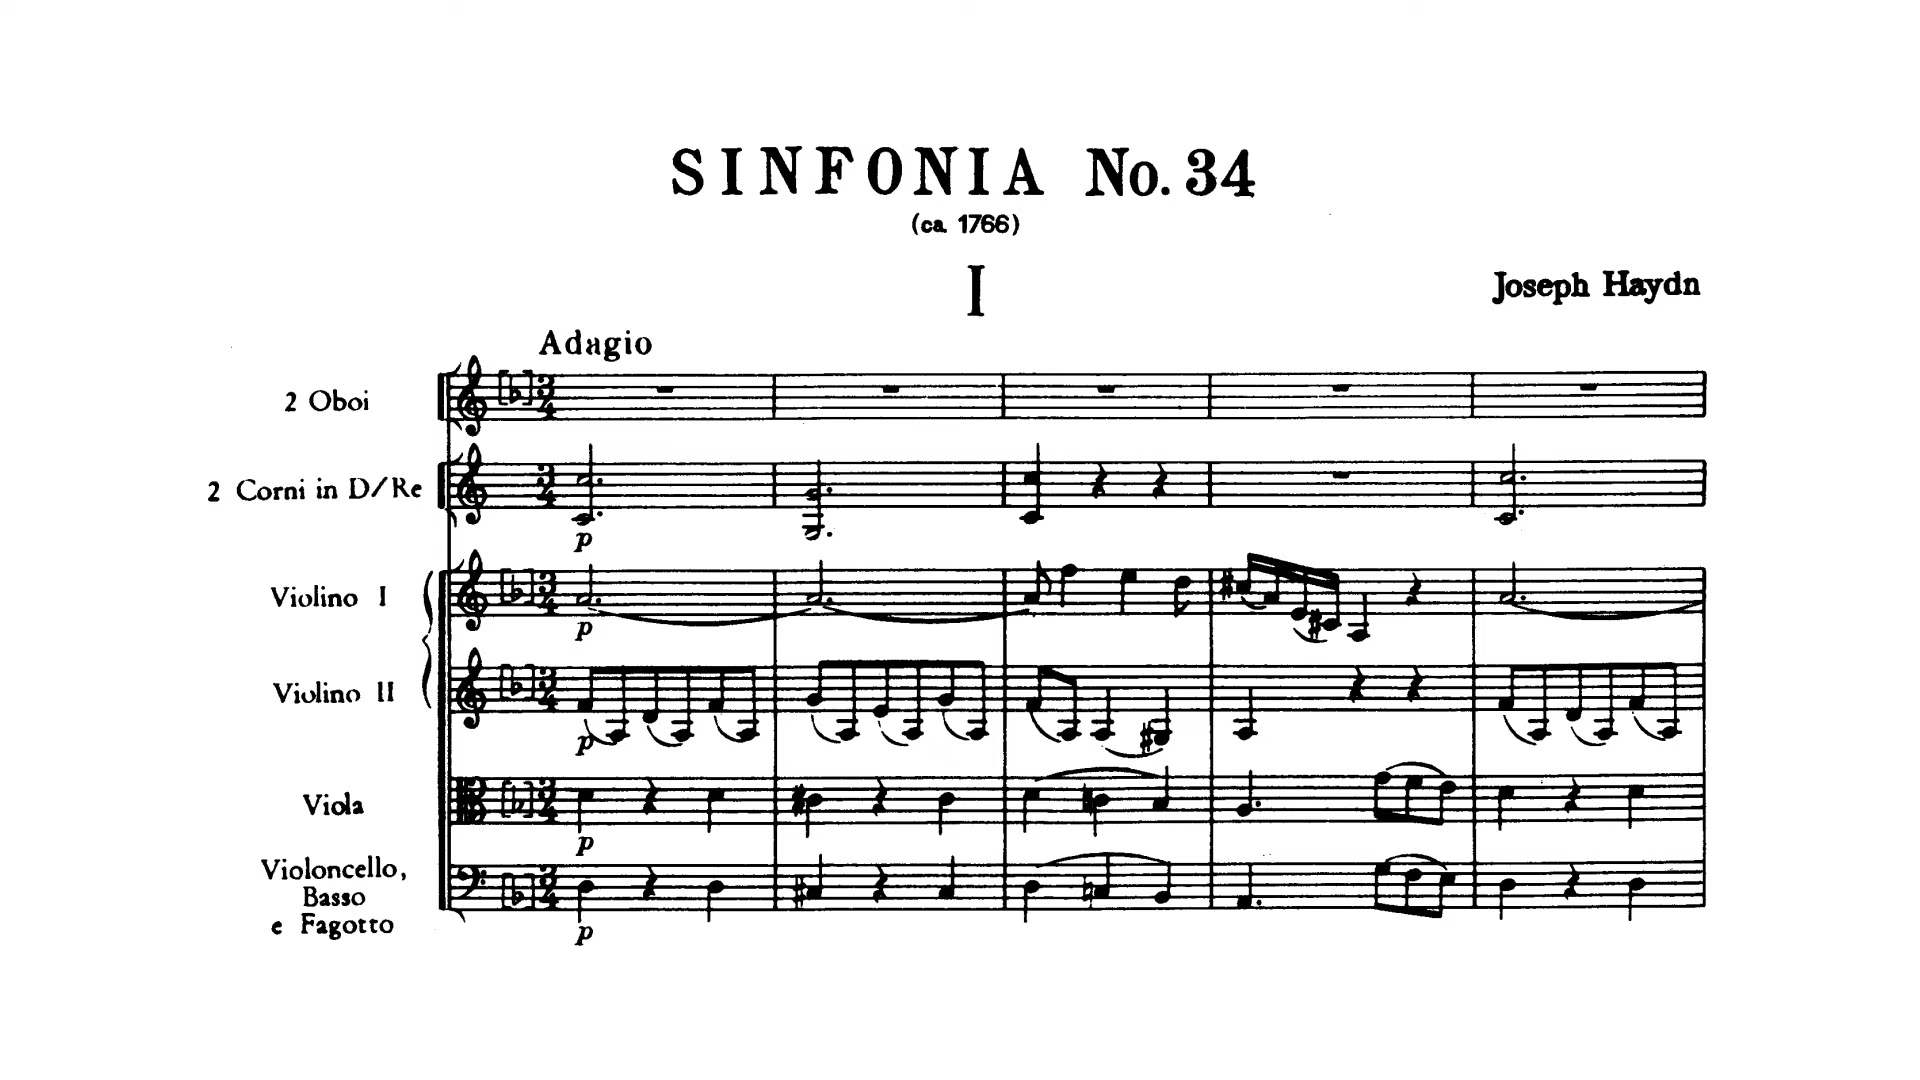 SINFONIA No. 34
(ca. 1766)
I
Joseph Haydn
Adagio
2 Oboi
2 Corni in D/Re
p
Violino I
p
Violino II
p
Viola
p
Violoncello,
Basso
e Fagotto
p